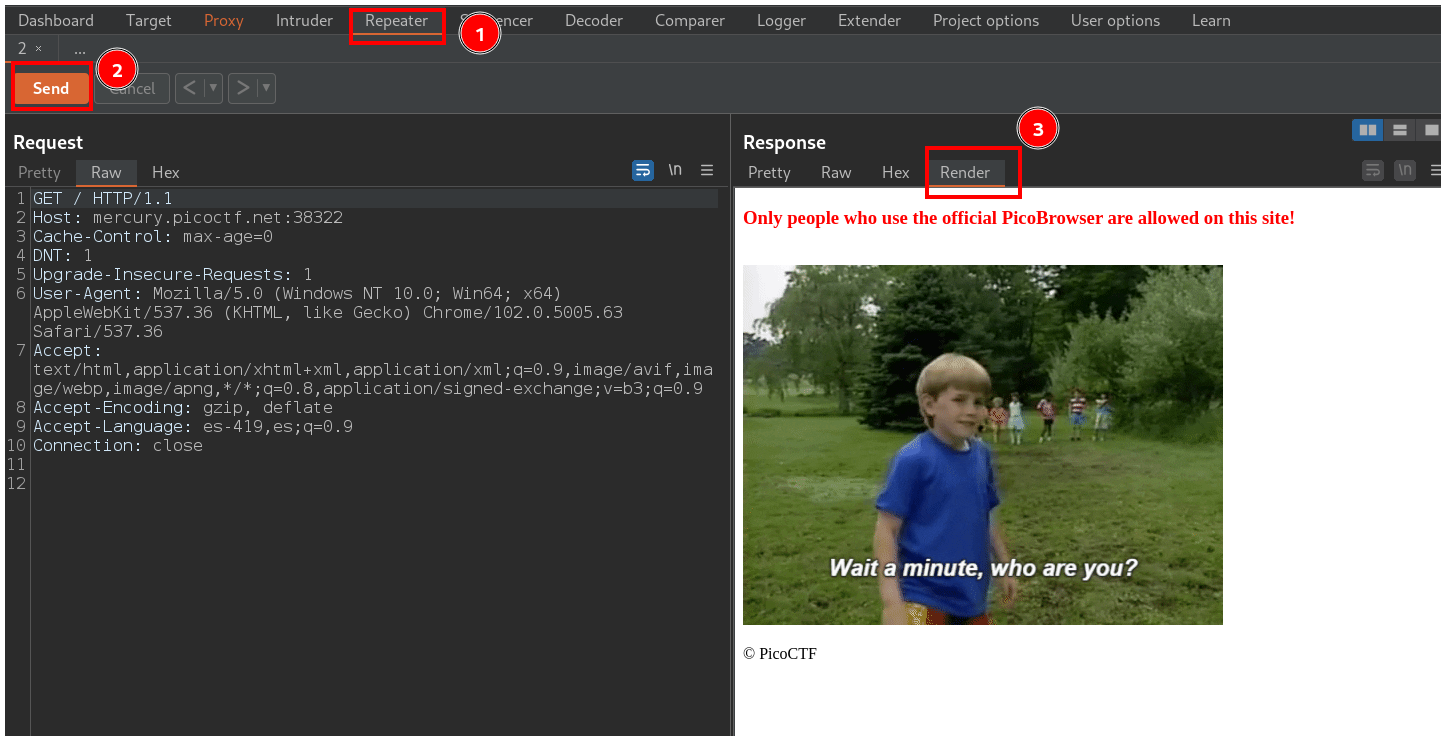 Dashboard Target Proxy Intruder Repeater Sequencer Decoder Comparer Logger Extender Project options User options Learn
1
2 × ...
2
Send Cancel < ▼ > ▼
3
Request
Pretty Raw Hex \n ≡
1 GET / HTTP/1.1
2 Host: mercury.picoctf.net:38322
3 Cache-Control: max-age=0
4 DNT: 1
5 Upgrade-Insecure-Requests: 1
6 User-Agent: Mozilla/5.0 (Windows NT 10.0; Win64; x64)
AppleWebKit/537.36 (KHTML, like Gecko) Chrome/102.0.5005.63
Safari/537.36
7 Accept:
text/html,application/xhtml+xml,application/xml;q=0.9,image/avif,ima
ge/webp,image/apng,*/*;q=0.8,application/signed-exchange;v=b3;q=0.9
8 Accept-Encoding: gzip, deflate
9 Accept-Language: es-419,es;q=0.9
10 Connection: close
11
12
Response
Pretty Raw Hex Render \n ≡
Only people who use the official PicoBrowser are allowed on this site!
Wait a minute, who are you?
© PicoCTF